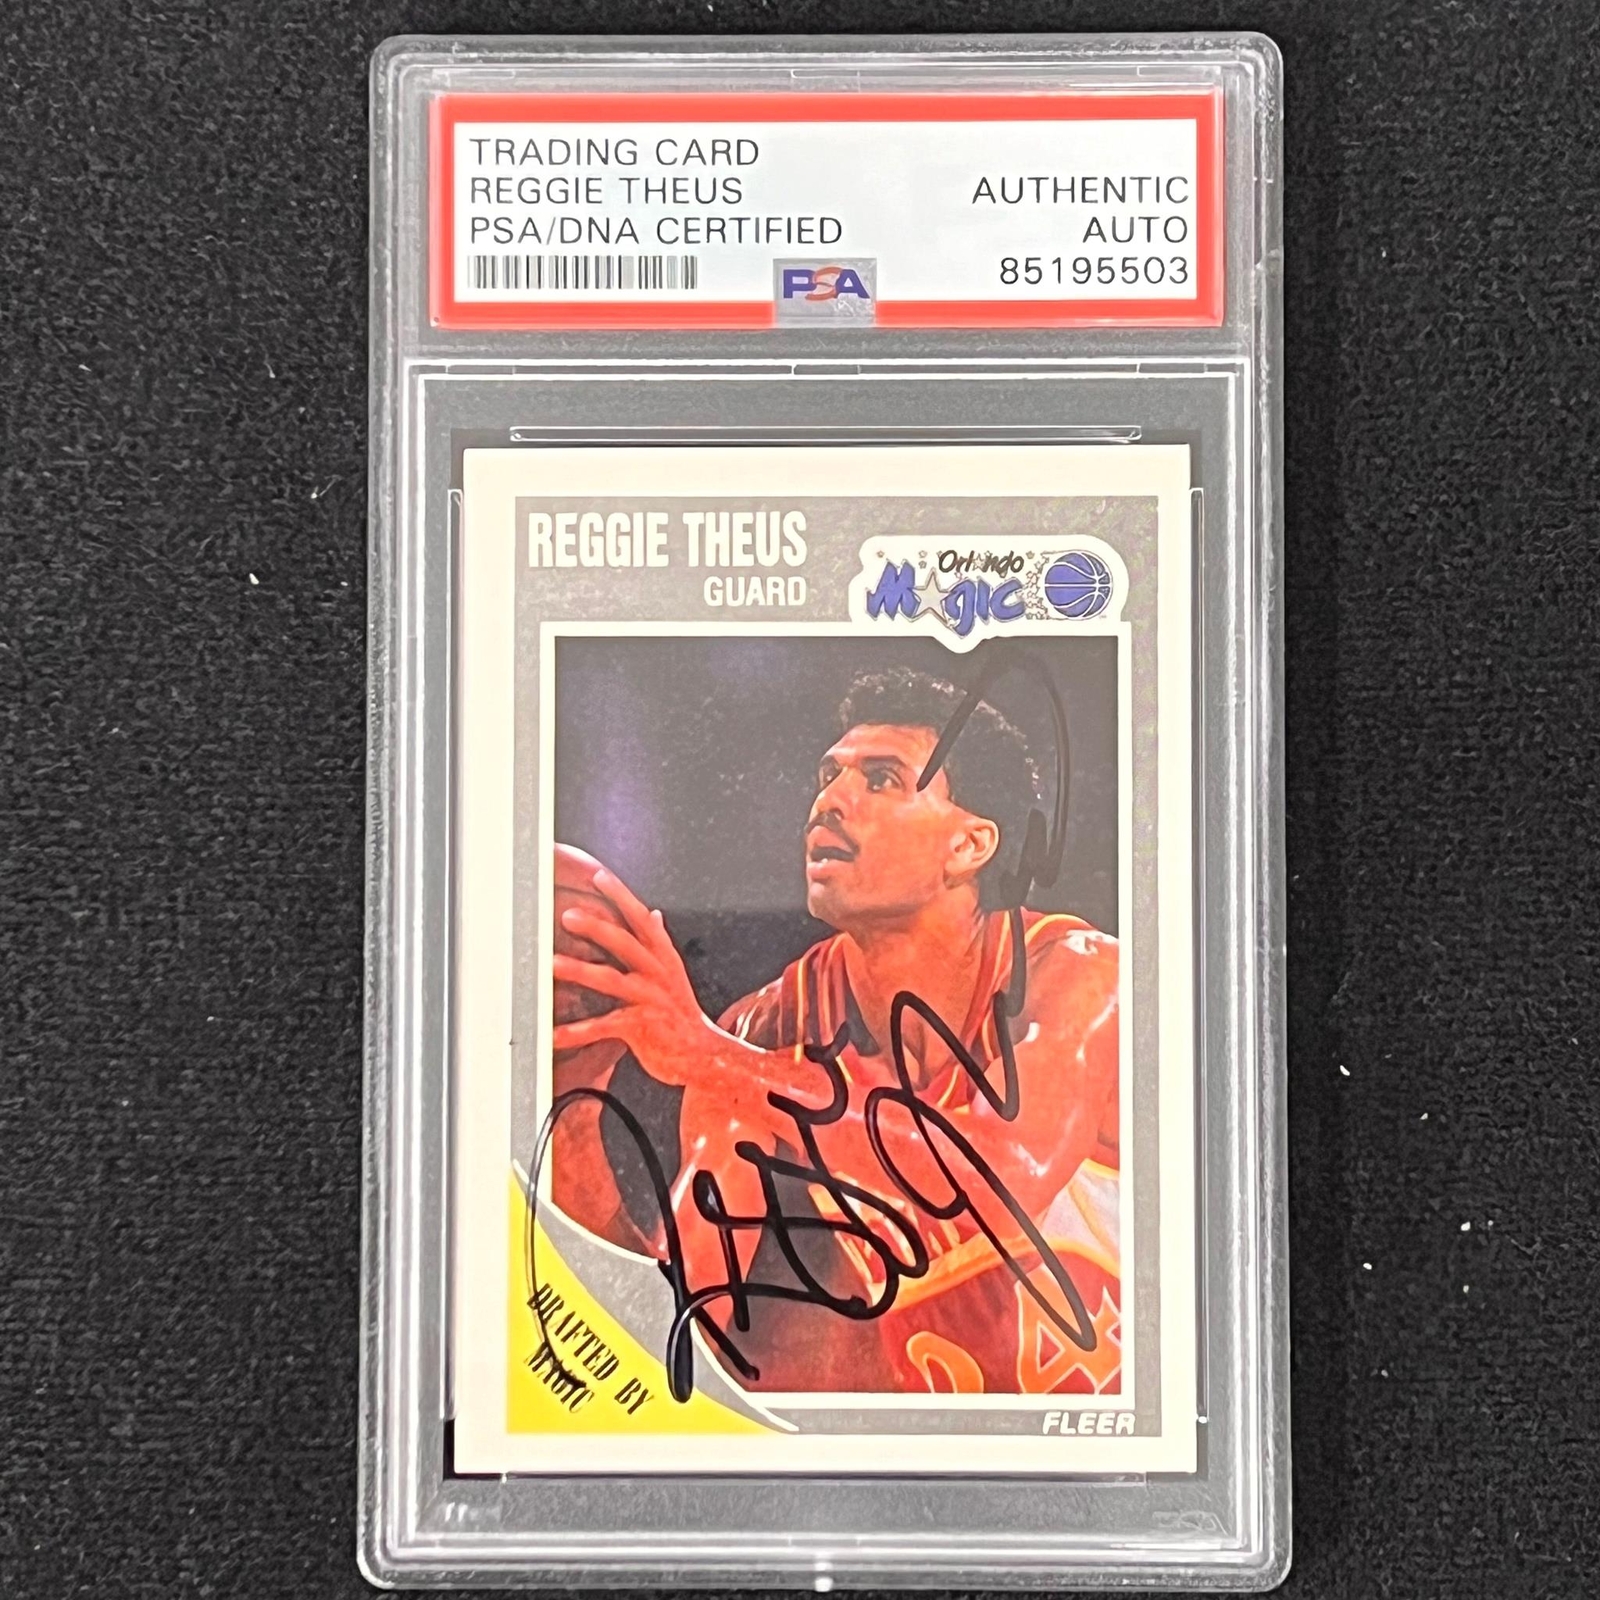 TRADING CARD
REGGIE THEUS
PSA/DNA CERTIFIED
AUTHENTIC
AUTO
85195503
PSA
REGGIE THEUS
GUARD
Orlando
Magic
DRAFTED BY
MAGIC
FLEER